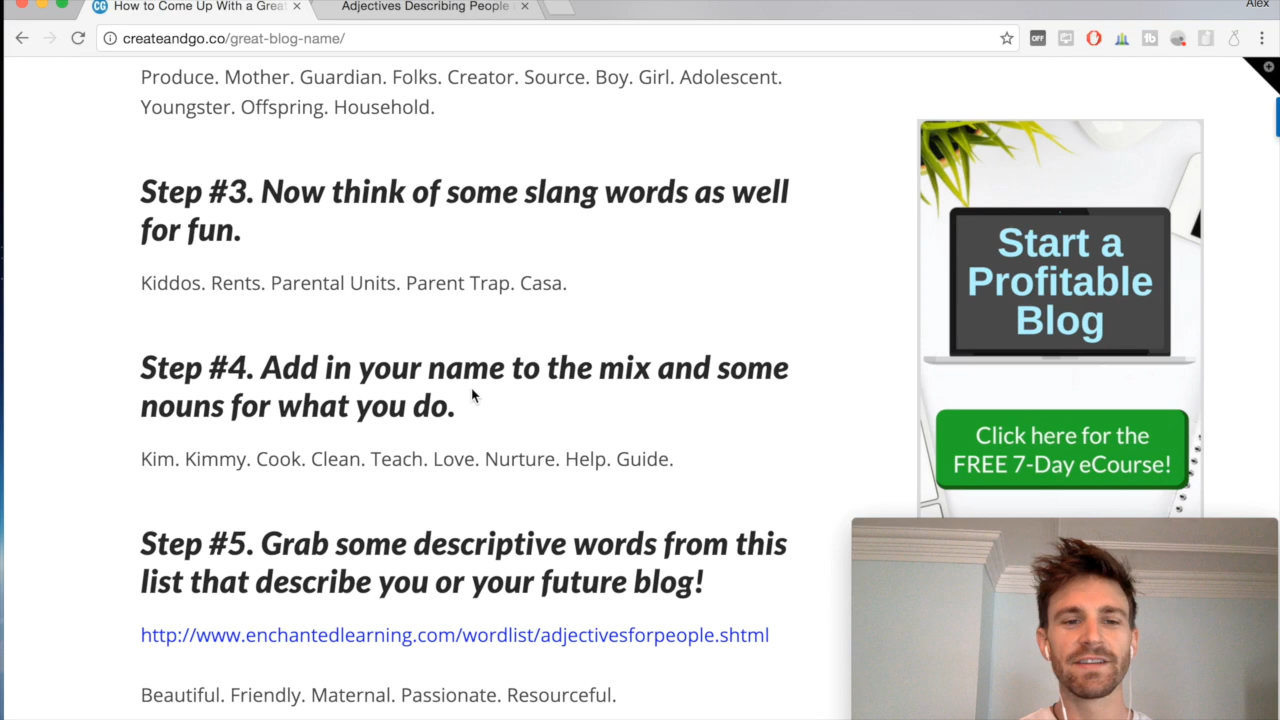 How to Come Up With a Grea
Adjectives Describing People
Alex
createandgo.co/great-blog-name/
OFF
Produce. Mother. Guardian. Folks. Creator. Source. Boy. Girl. Adolescent.
Youngster. Offspring. Household.
Step #3. Now think of some slang words as well
for fun.
Kiddos. Rents. Parental Units. Parent Trap. Casa.
Step #4. Add in your name to the mix and some
nouns for what you do.
Kim. Kimmy. Cook. Clean. Teach. Love. Nurture. Help. Guide.
Step #5. Grab some descriptive words from this
list that describe you or your future blog!
http://www.enchantedlearning.com/wordlist/adjectivesforpeople.shtml
Beautiful. Friendly. Maternal. Passionate. Resourceful.
Start a
Profitable
Blog
Click here for the
FREE 7-Day eCourse!